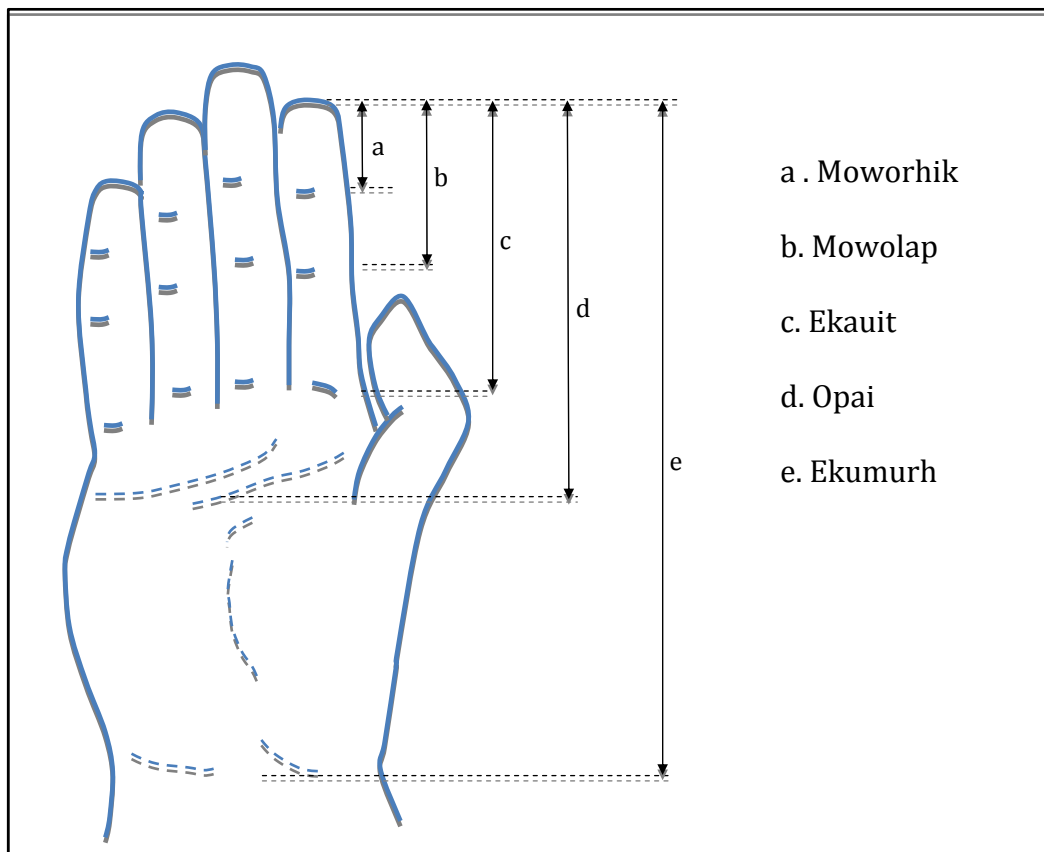 a
b
c
d
e
a . Moworhik
b. Mowolap
c. Ekauit
d. Opai
e. Ekumurh